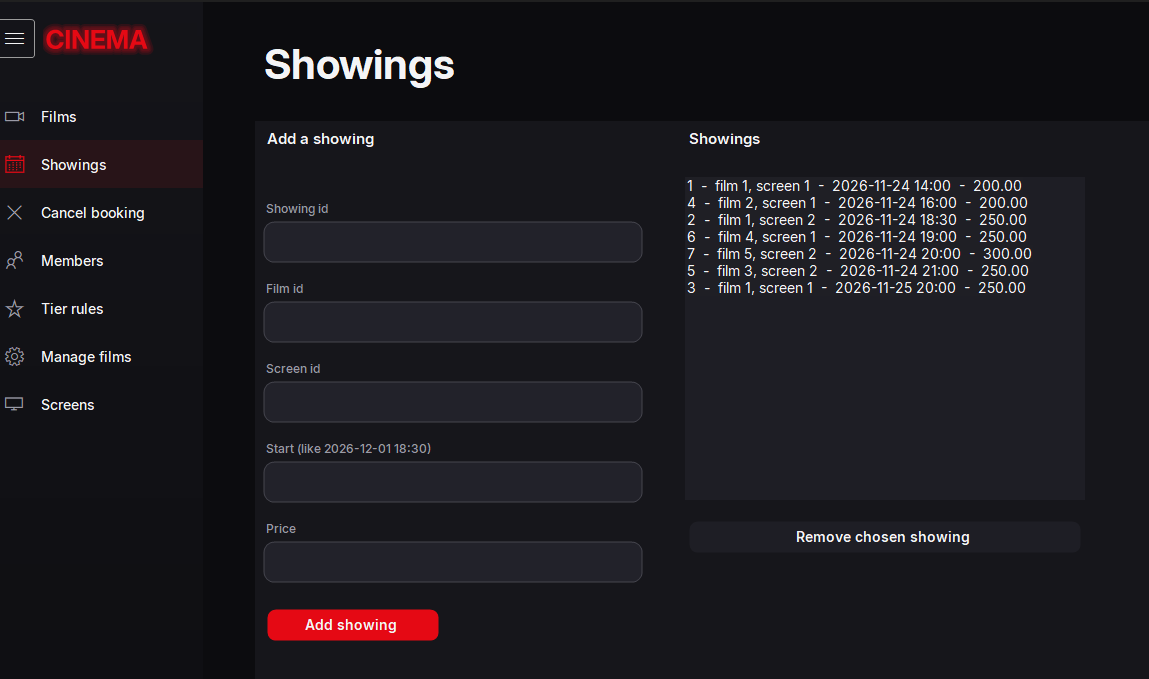 CINEMA
Films
Showings
Cancel booking
Members
Tier rules
Manage films
Screens
Showings
Add a showing
Showing id
Film id
Screen id
Start (like 2026-12-01 18:30)
Price
Add showing
Showings
1 - film 1, screen 1 - 2026-11-24 14:00 - 200.00
4 - film 2, screen 1 - 2026-11-24 16:00 - 200.00
2 - film 1, screen 2 - 2026-11-24 18:30 - 250.00
6 - film 4, screen 1 - 2026-11-24 19:00 - 250.00
7 - film 5, screen 2 - 2026-11-24 20:00 - 300.00
5 - film 3, screen 2 - 2026-11-24 21:00 - 250.00
3 - film 1, screen 1 - 2026-11-25 20:00 - 250.00
Remove chosen showing